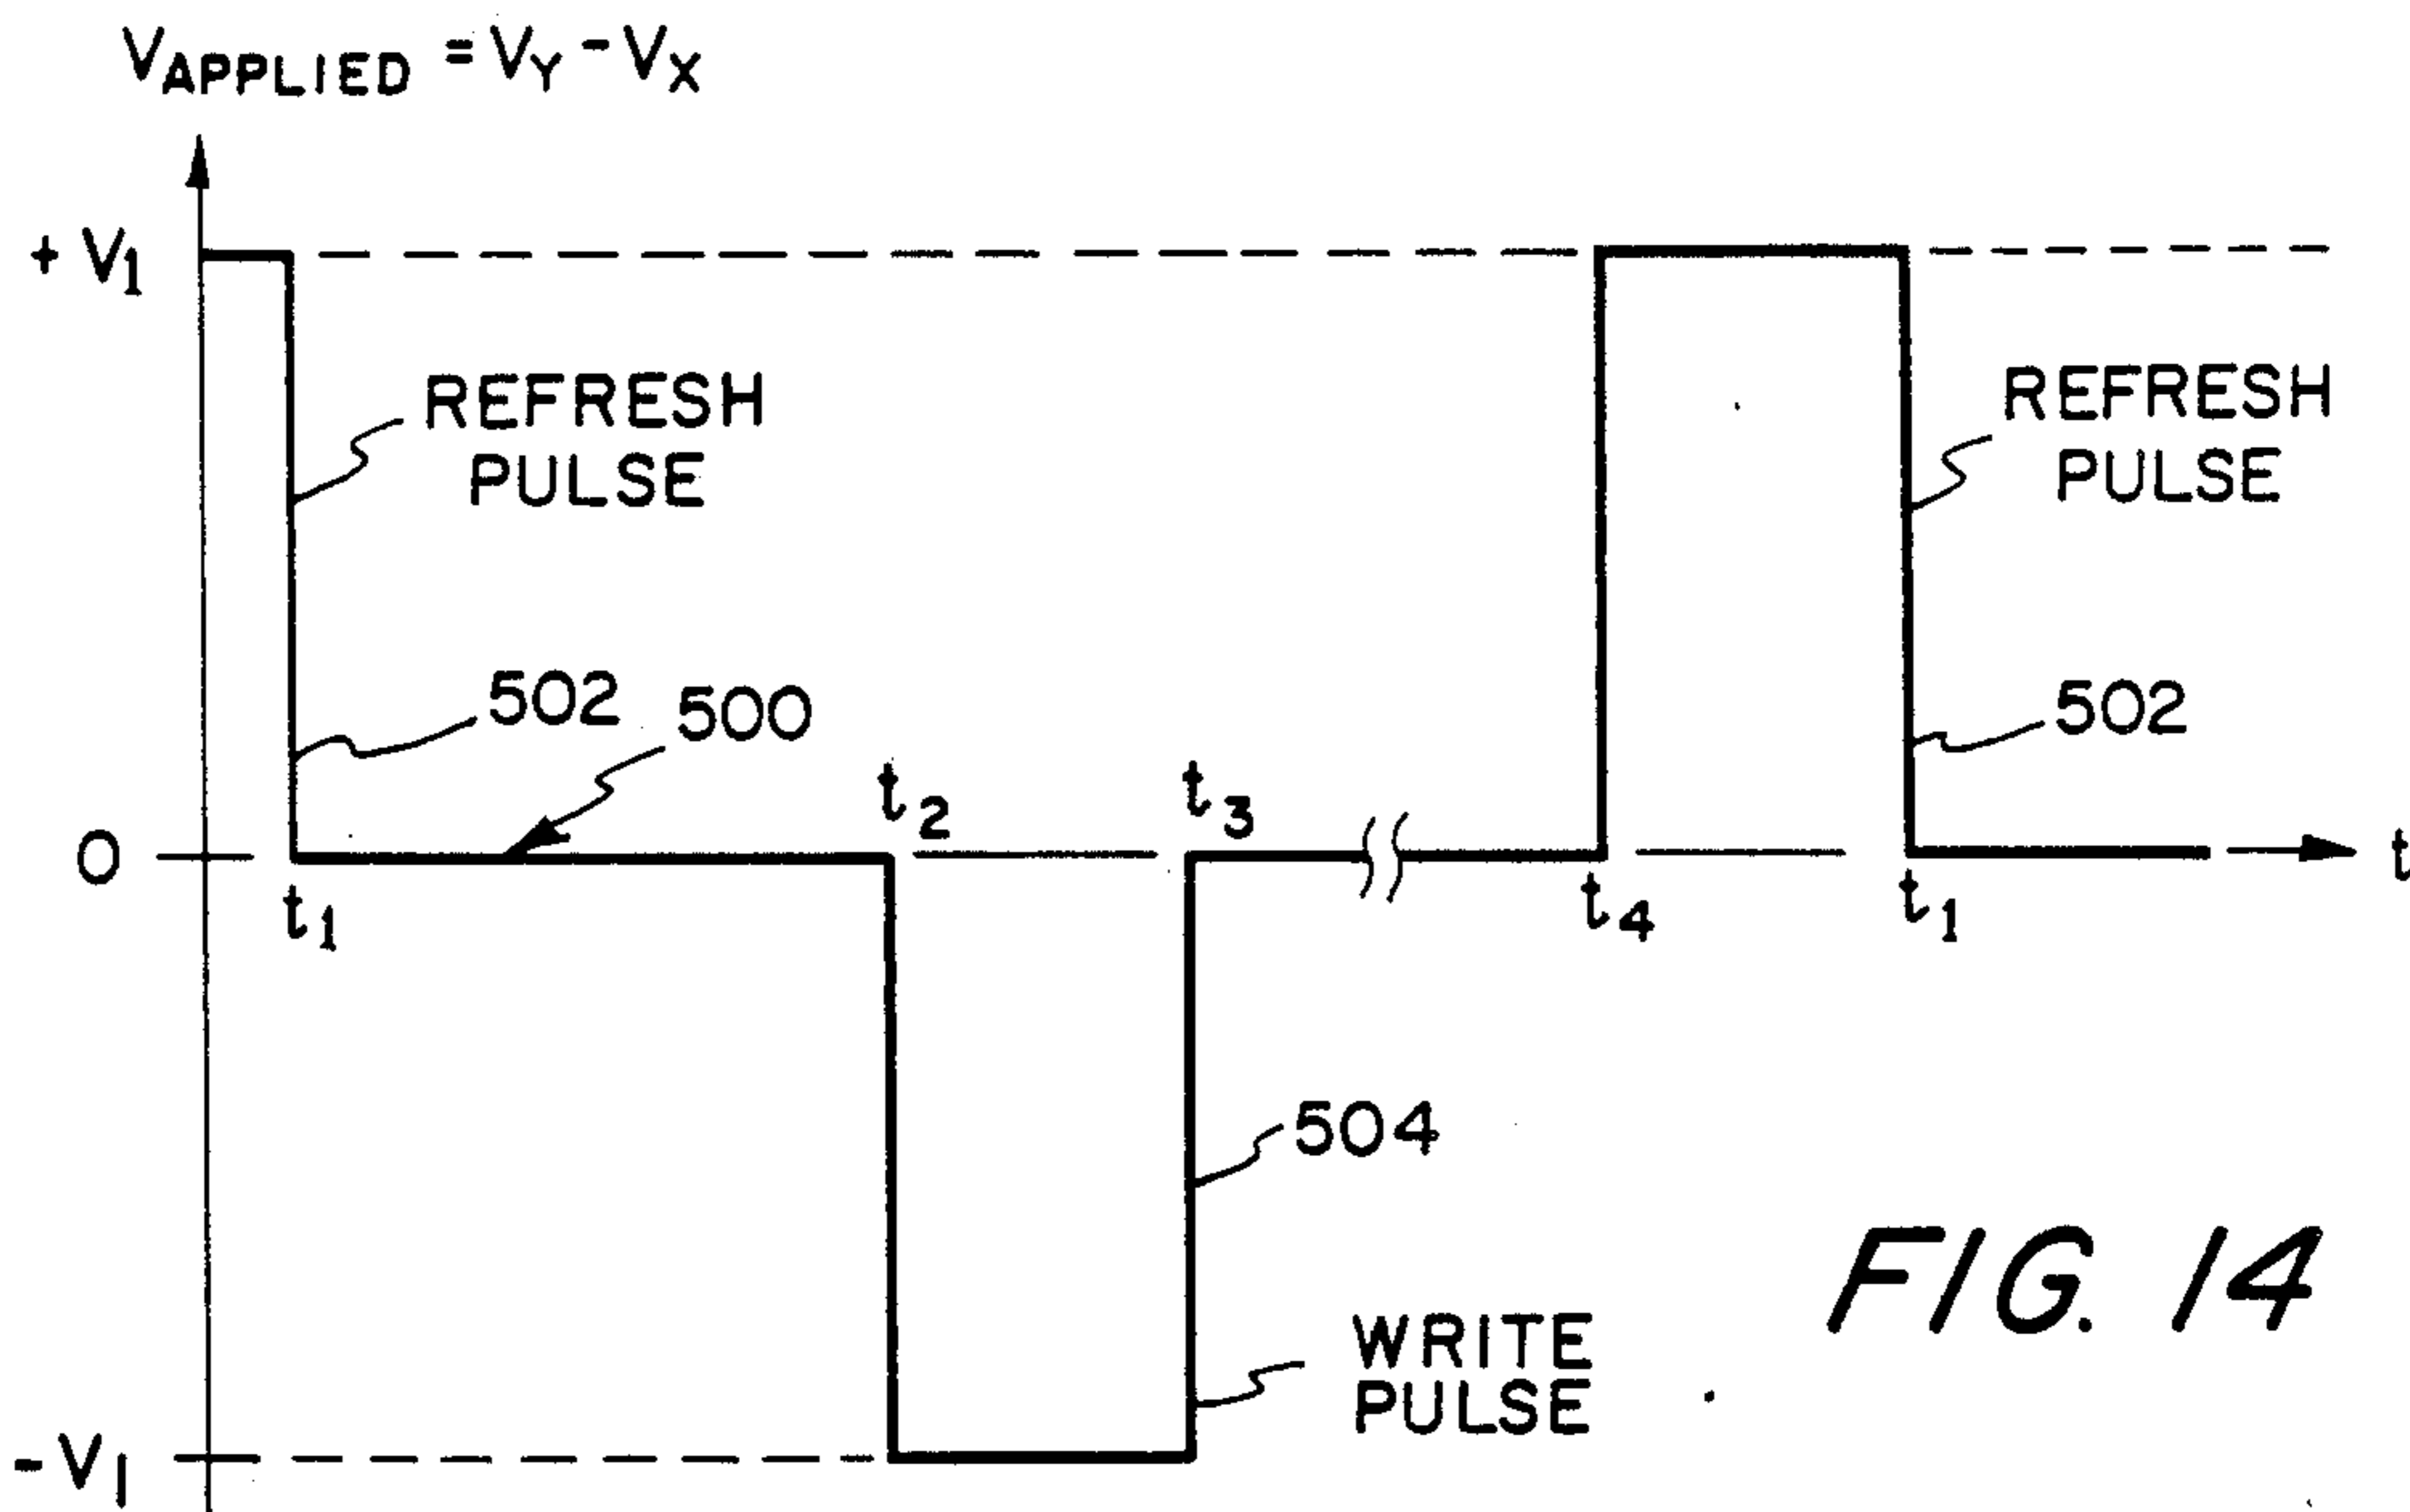 VAPPLIED = VY - VX
+ V1
REFRESH
PULSE
REFRESH
PULSE
502
500
502
t2
t3
0
t
t1
t4
t1
504
WRITE
PULSE
FIG. 14
- V1